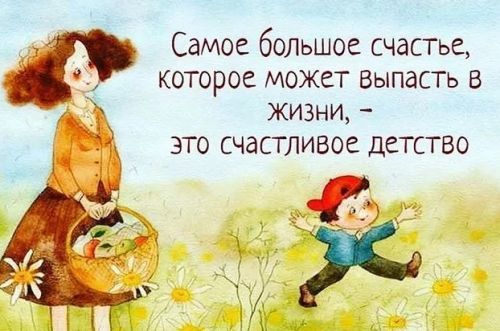 Самое большое счастье,
которое может выпасть в
жизни, -
это счастливое детство